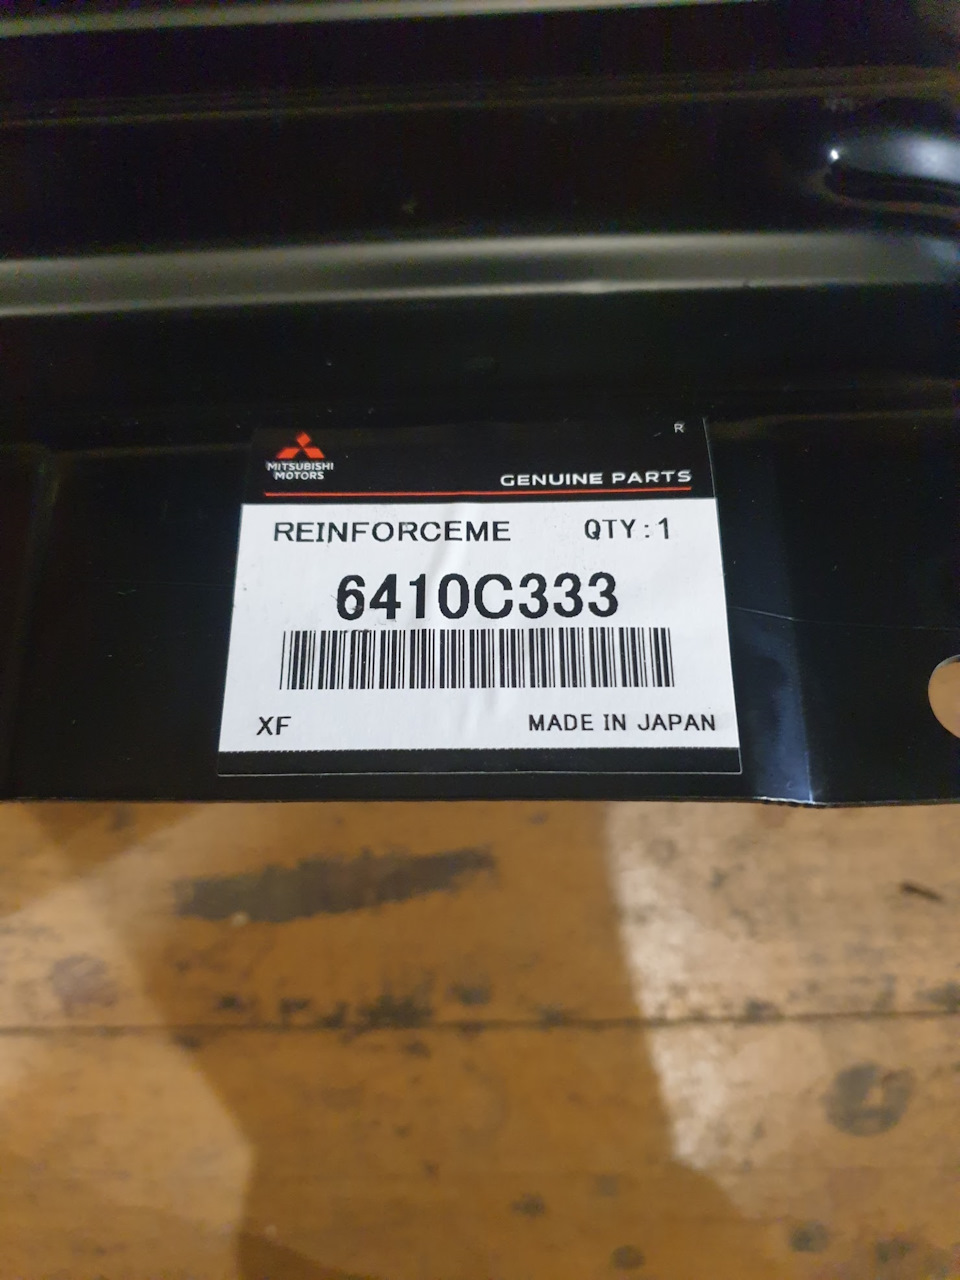 R
MITSUBISHI
MOTORS
GENUINE PARTS
REINFORCEME QTY:1
6410C333
XF MADE IN JAPAN